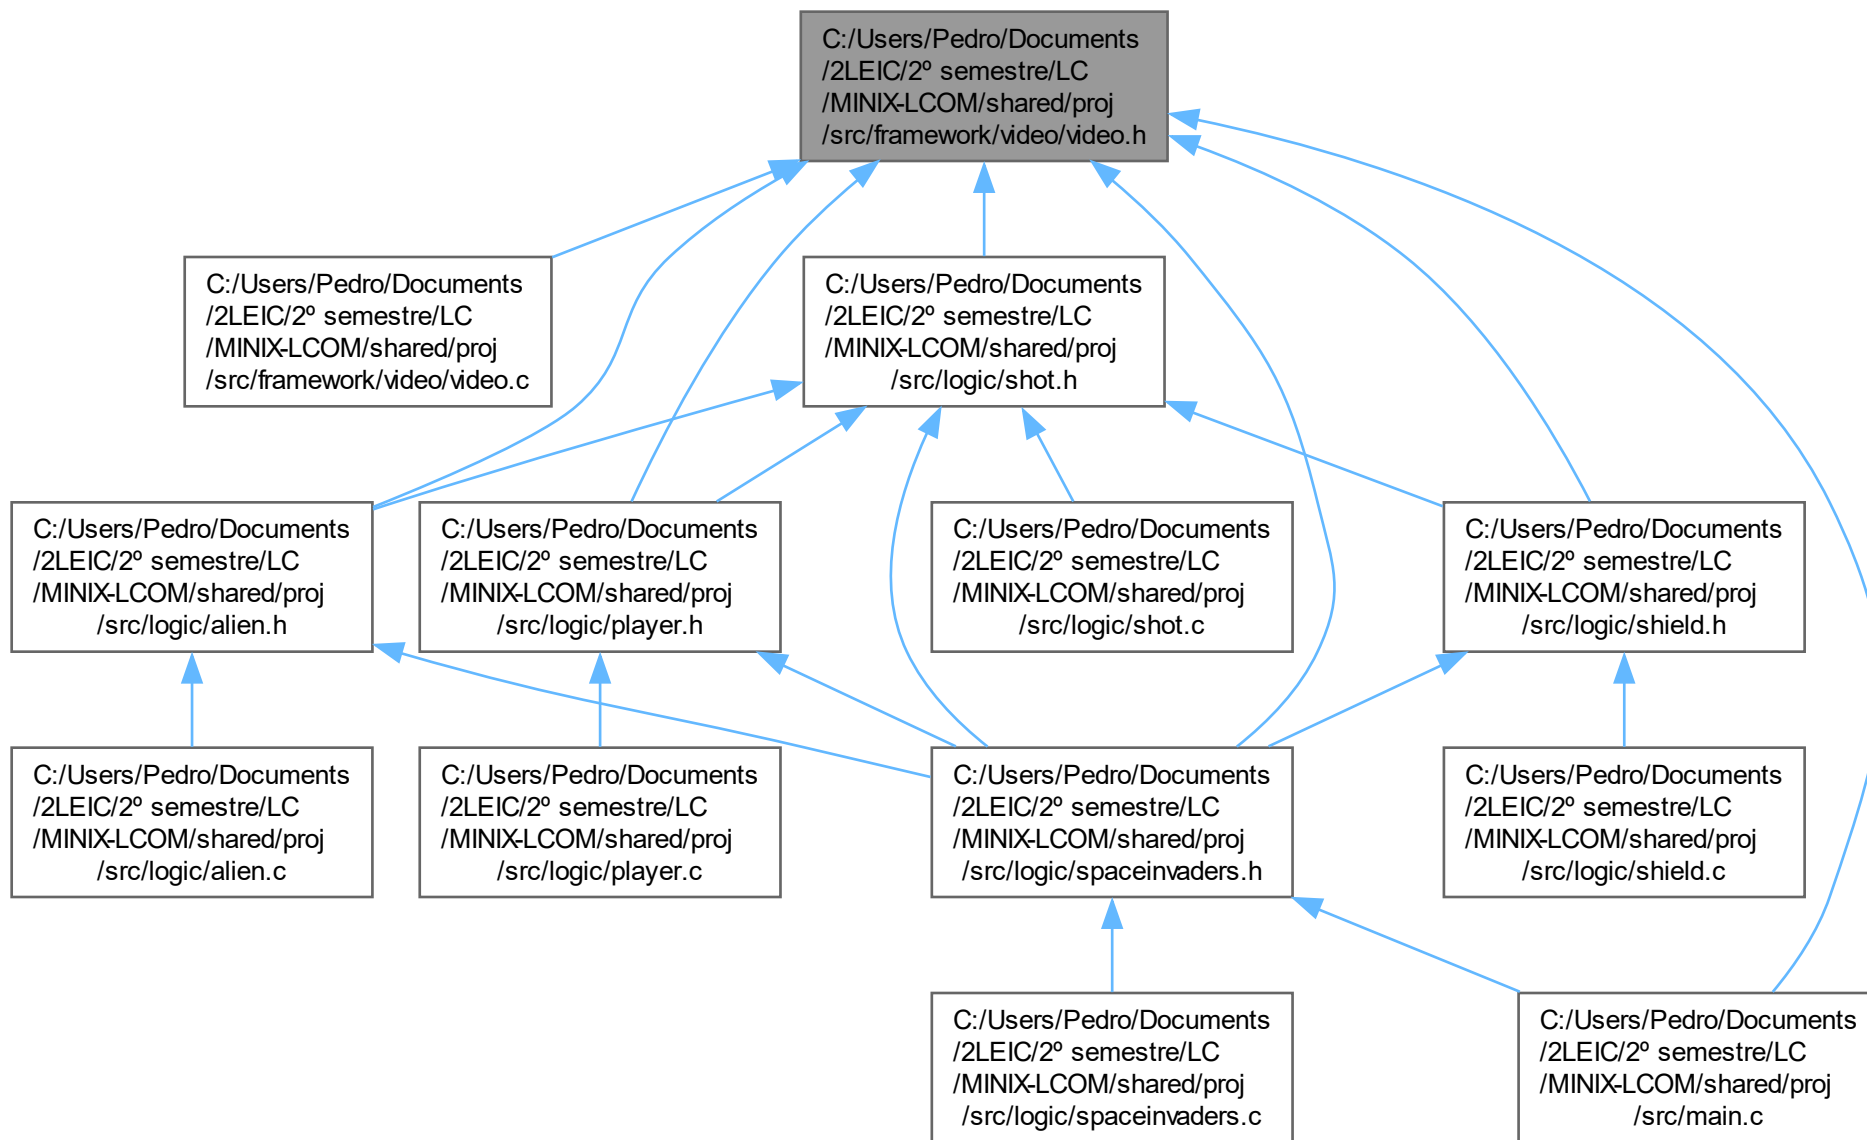 C:/Users/Pedro/Documents
/2LEIC/2º semestre/LC
/MINIX-LCOM/shared/proj
/src/framework/video/video.h
C:/Users/Pedro/Documents
/2LEIC/2º semestre/LC
/MINIX-LCOM/shared/proj
/src/framework/video/video.c
C:/Users/Pedro/Documents
/2LEIC/2º semestre/LC
/MINIX-LCOM/shared/proj
/src/logic/shot.h
C:/Users/Pedro/Documents
/2LEIC/2º semestre/LC
/MINIX-LCOM/shared/proj
/src/logic/alien.h
C:/Users/Pedro/Documents
/2LEIC/2º semestre/LC
/MINIX-LCOM/shared/proj
/src/logic/player.h
C:/Users/Pedro/Documents
/2LEIC/2º semestre/LC
/MINIX-LCOM/shared/proj
/src/logic/shot.c
C:/Users/Pedro/Documents
/2LEIC/2º semestre/LC
/MINIX-LCOM/shared/proj
/src/logic/shield.h
C:/Users/Pedro/Documents
/2LEIC/2º semestre/LC
/MINIX-LCOM/shared/proj
/src/logic/alien.c
C:/Users/Pedro/Documents
/2LEIC/2º semestre/LC
/MINIX-LCOM/shared/proj
/src/logic/player.c
C:/Users/Pedro/Documents
/2LEIC/2º semestre/LC
/MINIX-LCOM/shared/proj
/src/logic/spaceinvaders.h
C:/Users/Pedro/Documents
/2LEIC/2º semestre/LC
/MINIX-LCOM/shared/proj
/src/logic/shield.c
C:/Users/Pedro/Documents
/2LEIC/2º semestre/LC
/MINIX-LCOM/shared/proj
/src/logic/spaceinvaders.c
C:/Users/Pedro/Documents
/2LEIC/2º semestre/LC
/MINIX-LCOM/shared/proj
/src/main.c